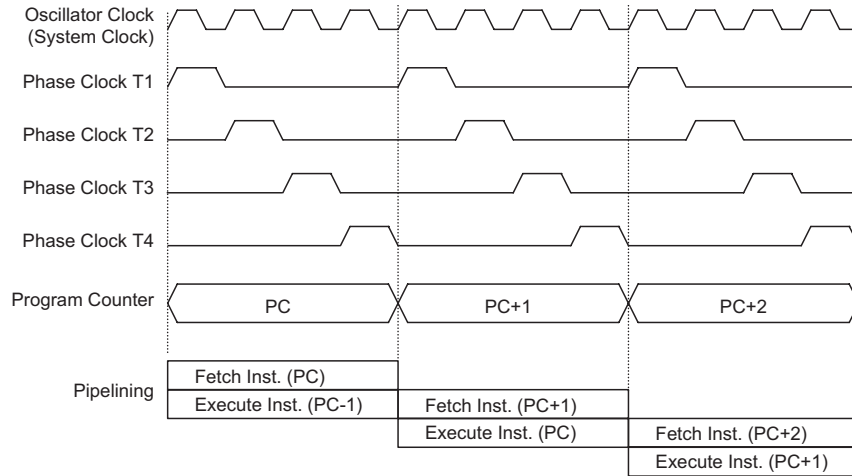 Oscillator Clock
(System Clock)
Phase Clock T1
Phase Clock T2
Phase Clock T3
Phase Clock T4
Program Counter
PC
PC+1
PC+2
Pipelining
Fetch Inst. (PC)
Execute Inst. (PC-1)
Fetch Inst. (PC+1)
Execute Inst. (PC)
Fetch Inst. (PC+2)
Execute Inst. (PC+1)